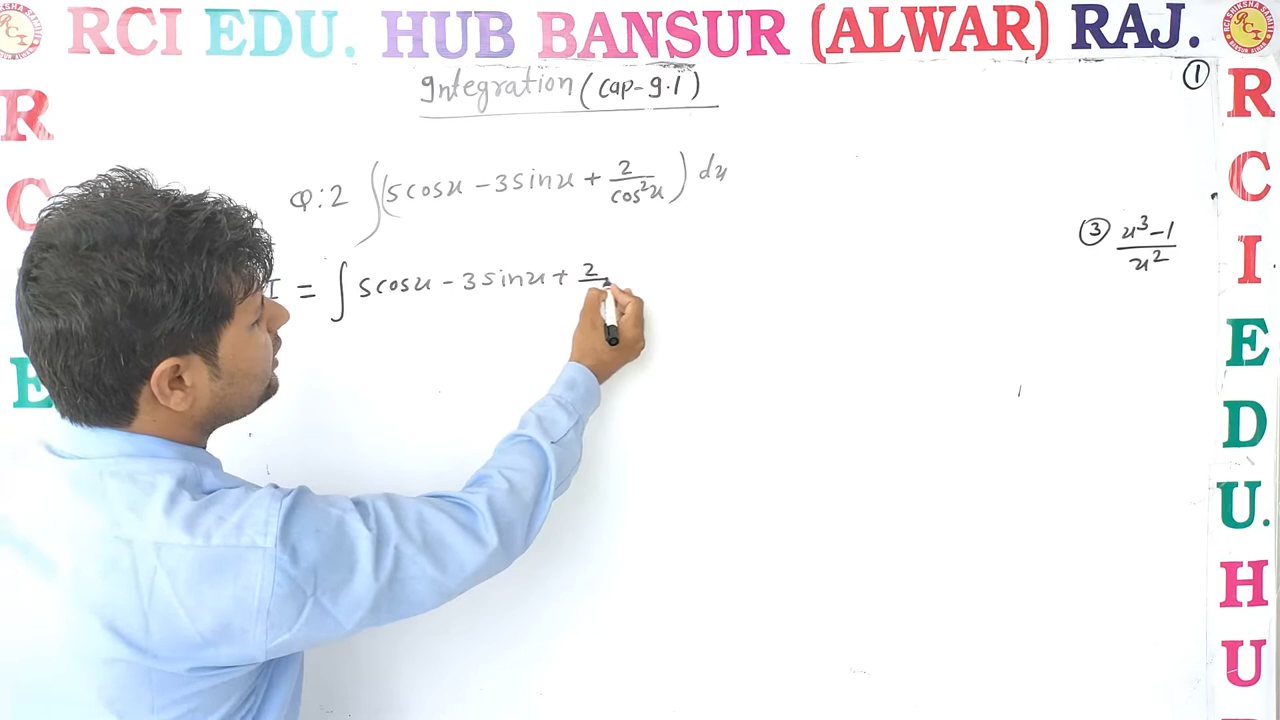 RCI EDU. HUB BANSUR (ALWAR) RAJ.
Integration (Cap-9.1)
①
Q:2 ∫(5cosx - 3sinx + 2/cos²x) dx
③ x³-1/x²
I = ∫ 5cosx - 3sinx + 2/
R
C
E
R
C
I
E
D
U.
H
U